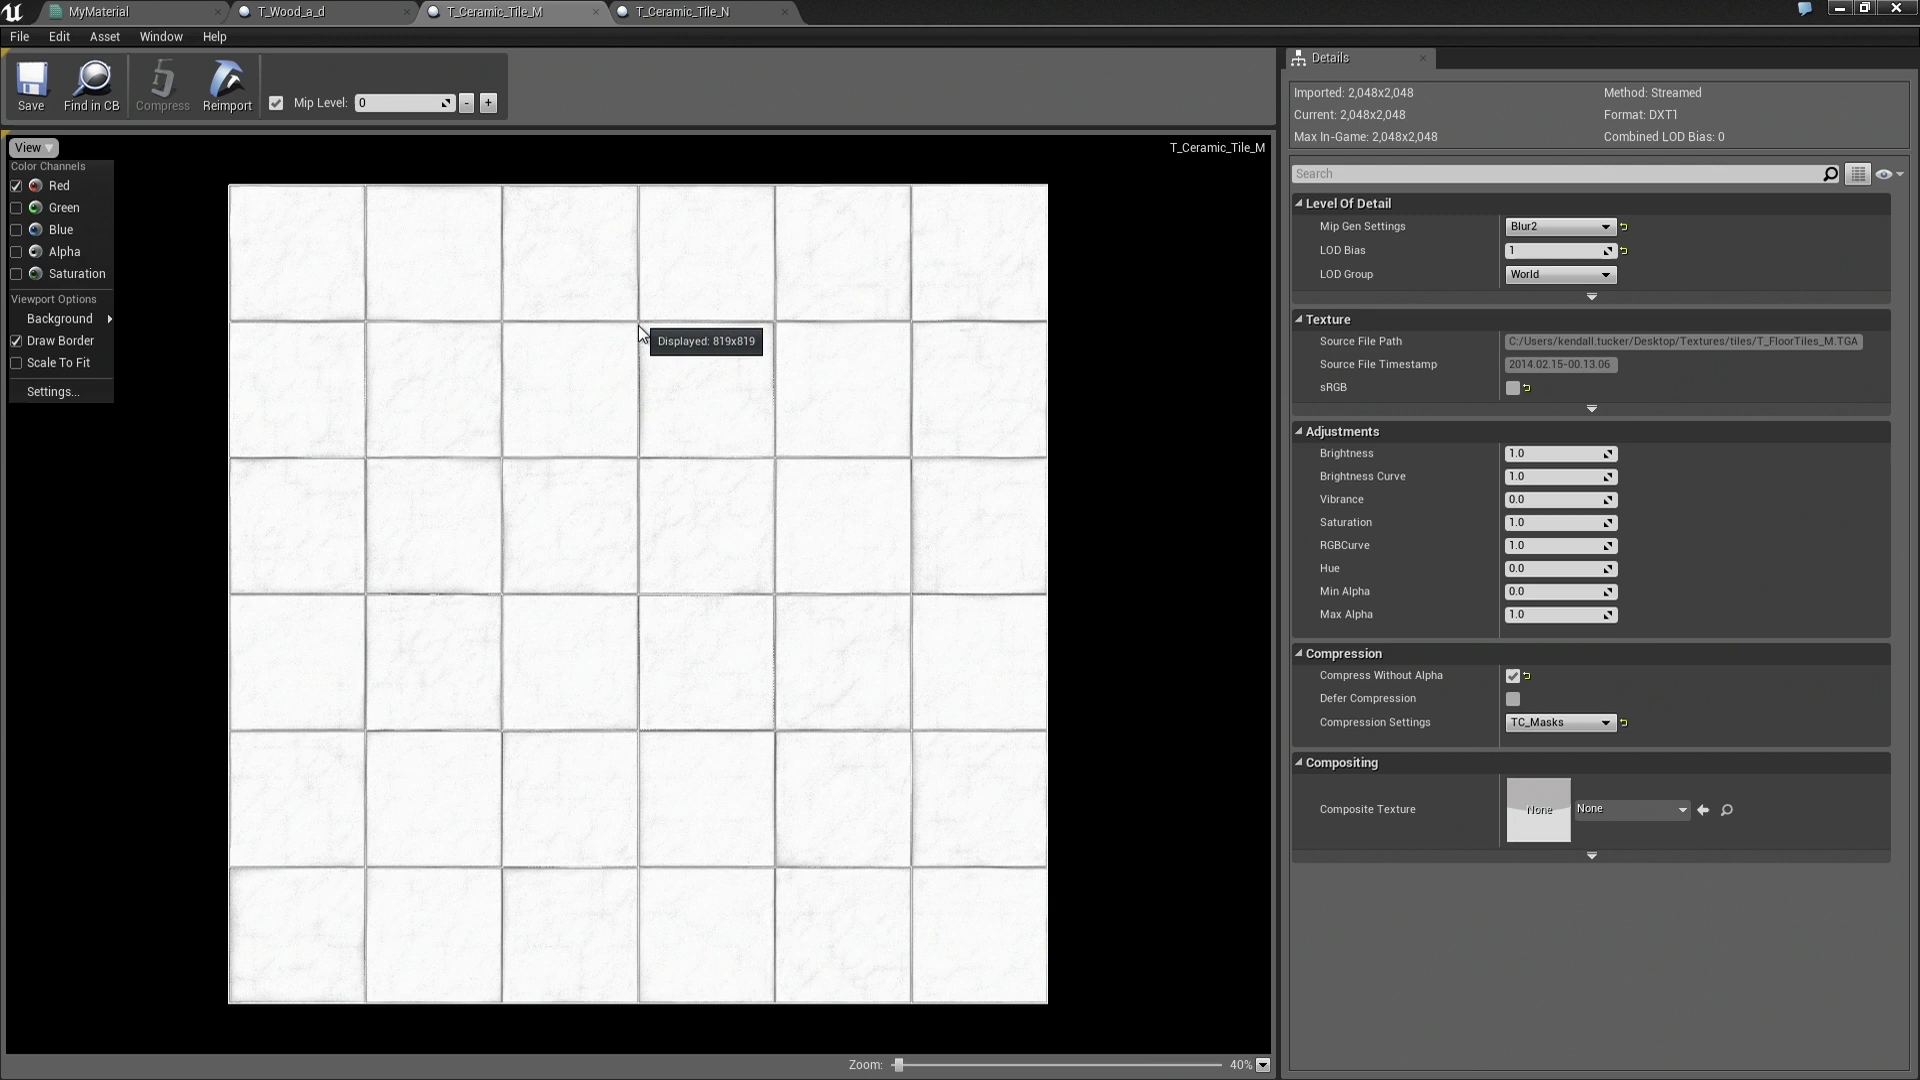 MyMaterial
T_Wood_a_d
T_Ceramic_Tile_M
T_Ceramic_Tile_N
File Edit Asset Window Help
Save
Find in CB
Compress
Reimport
Mip Level: 0 - +
View
T_Ceramic_Tile_M
Color Channels
Red
Green
Blue
Alpha
Saturation
Viewport Options
Background
Draw Border
Scale To Fit
Settings...
Displayed: 819x819
Zoom: 40%
Details
Imported: 2,048x2,048 Method: Streamed
Current: 2,048x2,048 Format: DXT1
Max In-Game: 2,048x2,048 Combined LOD Bias: 0
Search
Level Of Detail
Mip Gen Settings Blur2
LOD Bias 1
LOD Group World
Texture
Source File Path C:/Users/kendall.tucker/Desktop/Textures/tiles/T_FloorTiles_M.TGA
Source File Timestamp 2014.02.15-00.13.06
sRGB
Adjustments
Brightness 1.0
Brightness Curve 1.0
Vibrance 0.0
Saturation 1.0
RGBCurve 1.0
Hue 0.0
Min Alpha 0.0
Max Alpha 1.0
Compression
Compress Without Alpha
Defer Compression
Compression Settings TC_Masks
Compositing
Composite Texture None None